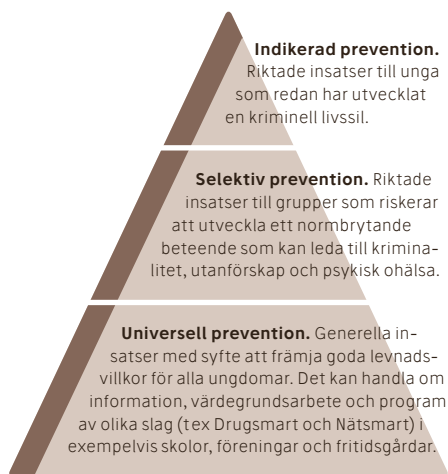 Indikerad prevention.
Riktade insatser till unga
som redan har utvecklat
en kriminell livssil.
Selektiv prevention. Riktade
insatser till grupper som riskerar
att utveckla ett normbrytande
beteende som kan leda till krimina-
litet, utanförskap och psykisk ohälsa.
Universell prevention. Generella in-
satser med syfte att främja goda levnads-
villkor för alla ungdomar. Det kan handla om
information, värdegrundsarbete och program
av olika slag (tex Drugsmart och Nätsmart) i
exempelvis skolor, föreningar och fritidsgårdar.